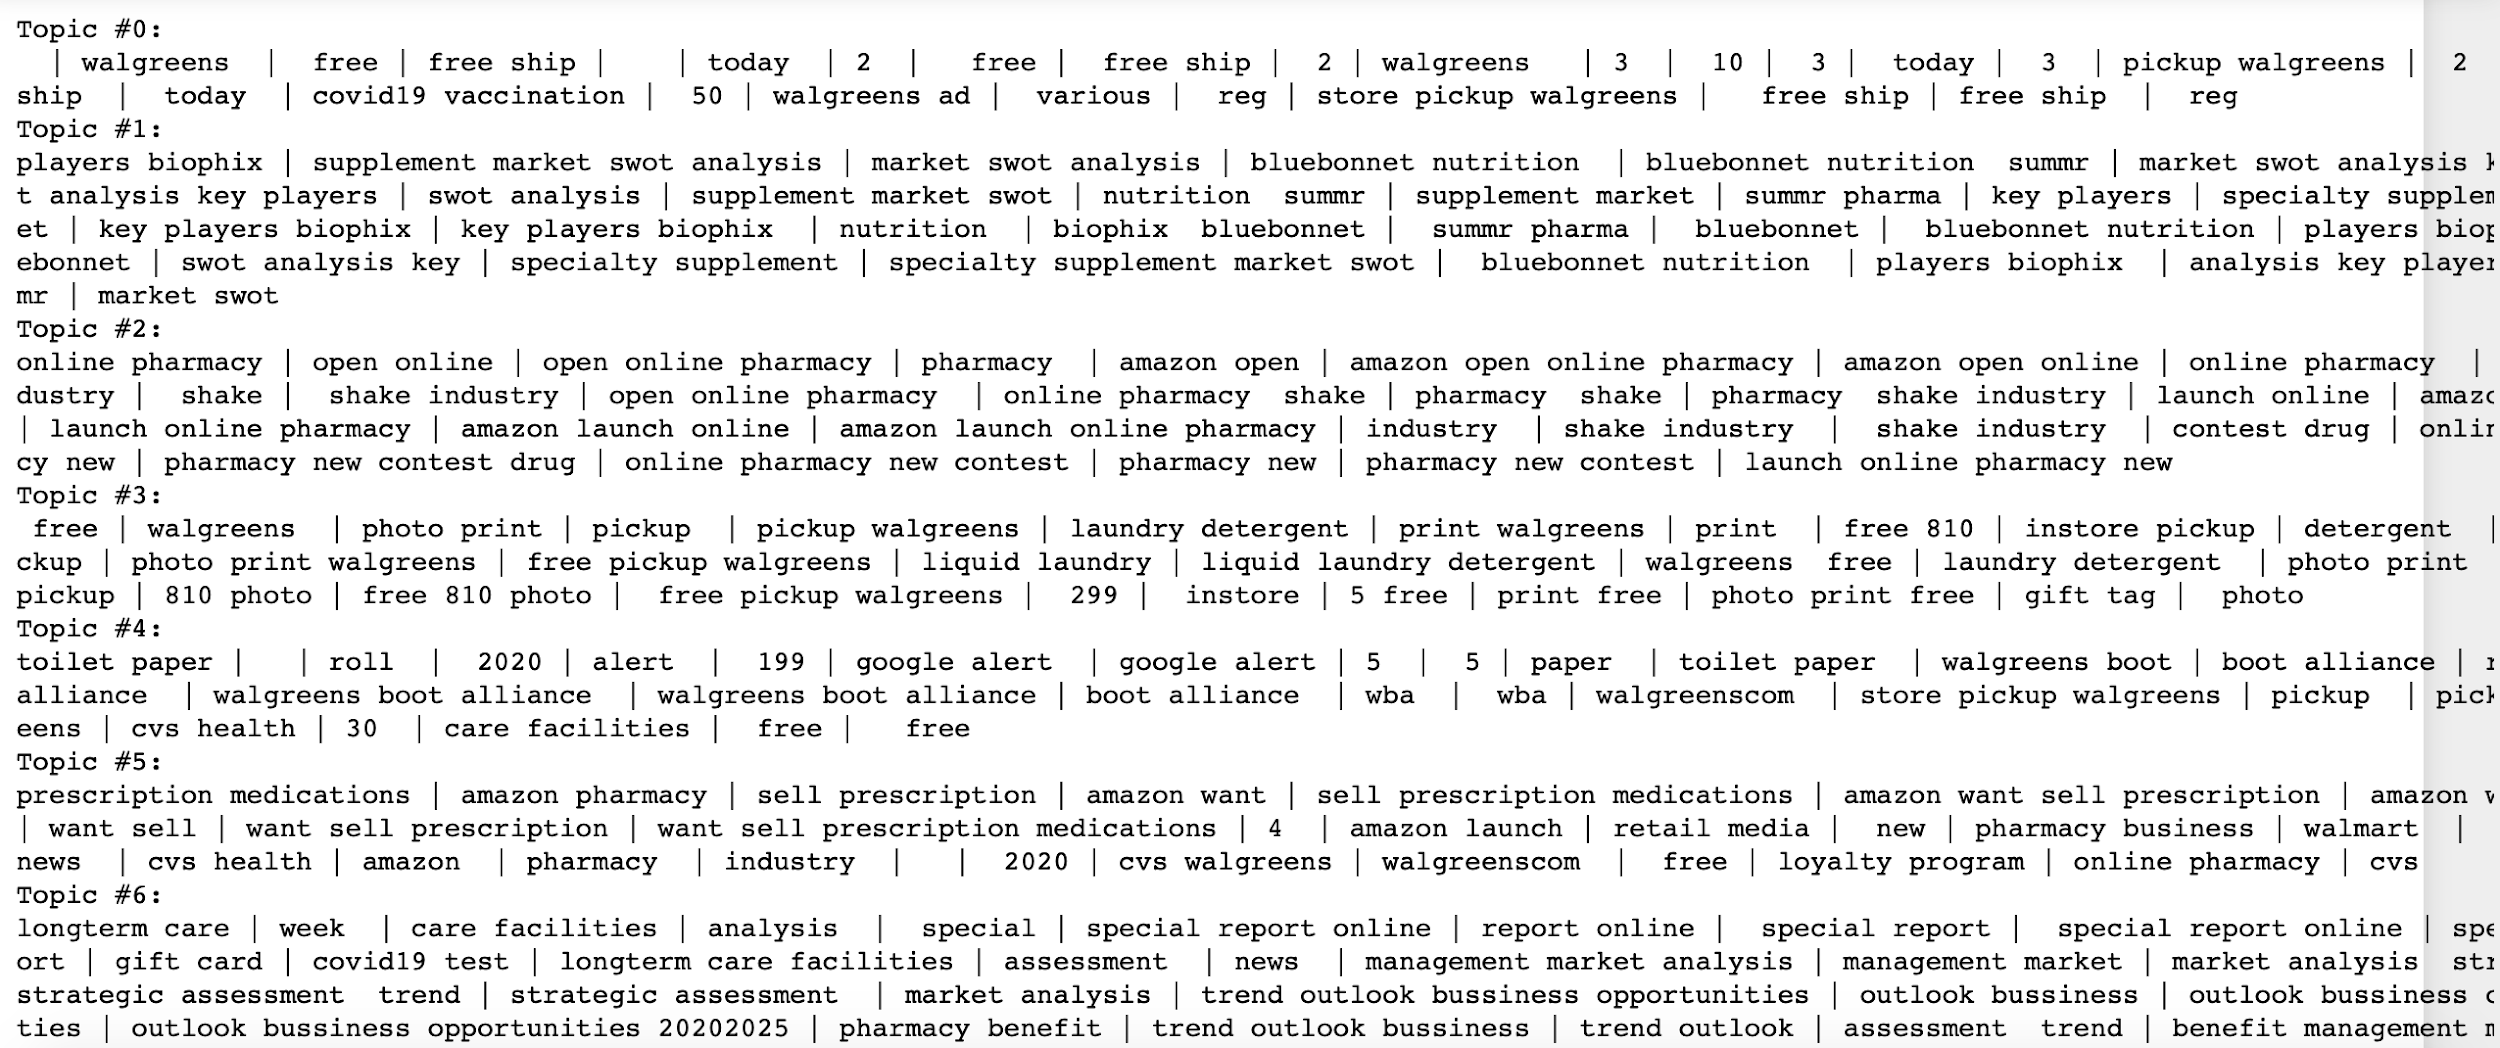 Topic #0:
| walgreens | free | free ship | | today | 2 | free | free ship | 2 | walgreens | 3 | 10 | 3 | today | 3 | pickup walgreens | 2
ship | today | covid19 vaccination | 50 | walgreens ad | various | reg | store pickup walgreens | free ship | free ship | reg
Topic #1:
players biophix | supplement market swot analysis | market swot analysis | bluebonnet nutrition | bluebonnet nutrition summr | market swot analysis
t analysis key players | swot analysis | supplement market swot | nutrition summr | supplement market | summr pharma | key players | specialty
et | key players biophix | key players biophix | nutrition | biophix bluebonnet | summr pharma | bluebonnet | bluebonnet nutrition | players
ebonnet | swot analysis key | specialty supplement | specialty supplement market swot | bluebonnet nutrition | players biophix | analysis key
mr | market swot
Topic #2:
online pharmacy | open online | open online pharmacy | pharmacy | amazon open | amazon open online pharmacy | amazon open online | online pharmacy |
dustry | shake | shake industry | open online pharmacy | online pharmacy shake | pharmacy shake | pharmacy shake industry | launch online |
| launch online pharmacy | amazon launch online | amazon launch online pharmacy | industry | shake industry | shake industry | contest drug |
cy new | pharmacy new contest drug | online pharmacy new contest | pharmacy new | pharmacy new contest | launch online pharmacy new
Topic #3:
free | walgreens | photo print | pickup | pickup walgreens | laundry detergent | print walgreens | print | free 810 | instore pickup | detergent |
ckup | photo print walgreens | free pickup walgreens | liquid laundry | liquid laundry detergent | walgreens free | laundry detergent | photo print
pickup | 810 photo | free 810 photo | free pickup walgreens | 299 | instore | 5 free | print free | photo print free | gift tag | photo
Topic #4:
toilet paper | | roll | 2020 | alert | 199 | google alert | google alert | 5 | 5 | paper | toilet paper | walgreens boot | boot alliance |
alliance | walgreens boot alliance | walgreens boot alliance | boot alliance | wba | wba | walgreenscom | store pickup walgreens | pickup |
eens | cvs health | 30 | care facilities | free | free
Topic #5:
prescription medications | amazon pharmacy | sell prescription | amazon want | sell prescription medications | amazon want sell prescription | amazon
| want sell | want sell prescription | want sell prescription medications | 4 | amazon launch | retail media | new | pharmacy business | walmart |
news | cvs health | amazon | pharmacy | industry | | 2020 | cvs walgreens | walgreenscom | free | loyalty program | online pharmacy | cvs
Topic #6:
longterm care | week | care facilities | analysis | special | special report online | report online | special report | special report online |
ort | gift card | covid19 test | longterm care facilities | assessment | news | management market analysis | management market | market analysis
strategic assessment trend | strategic assessment | market analysis | trend outlook bussiness opportunities | outlook bussiness | outlook bussiness
ties | outlook bussiness opportunities 20202025 | pharmacy benefit | trend outlook bussiness | trend outlook | assessment trend | benefit management